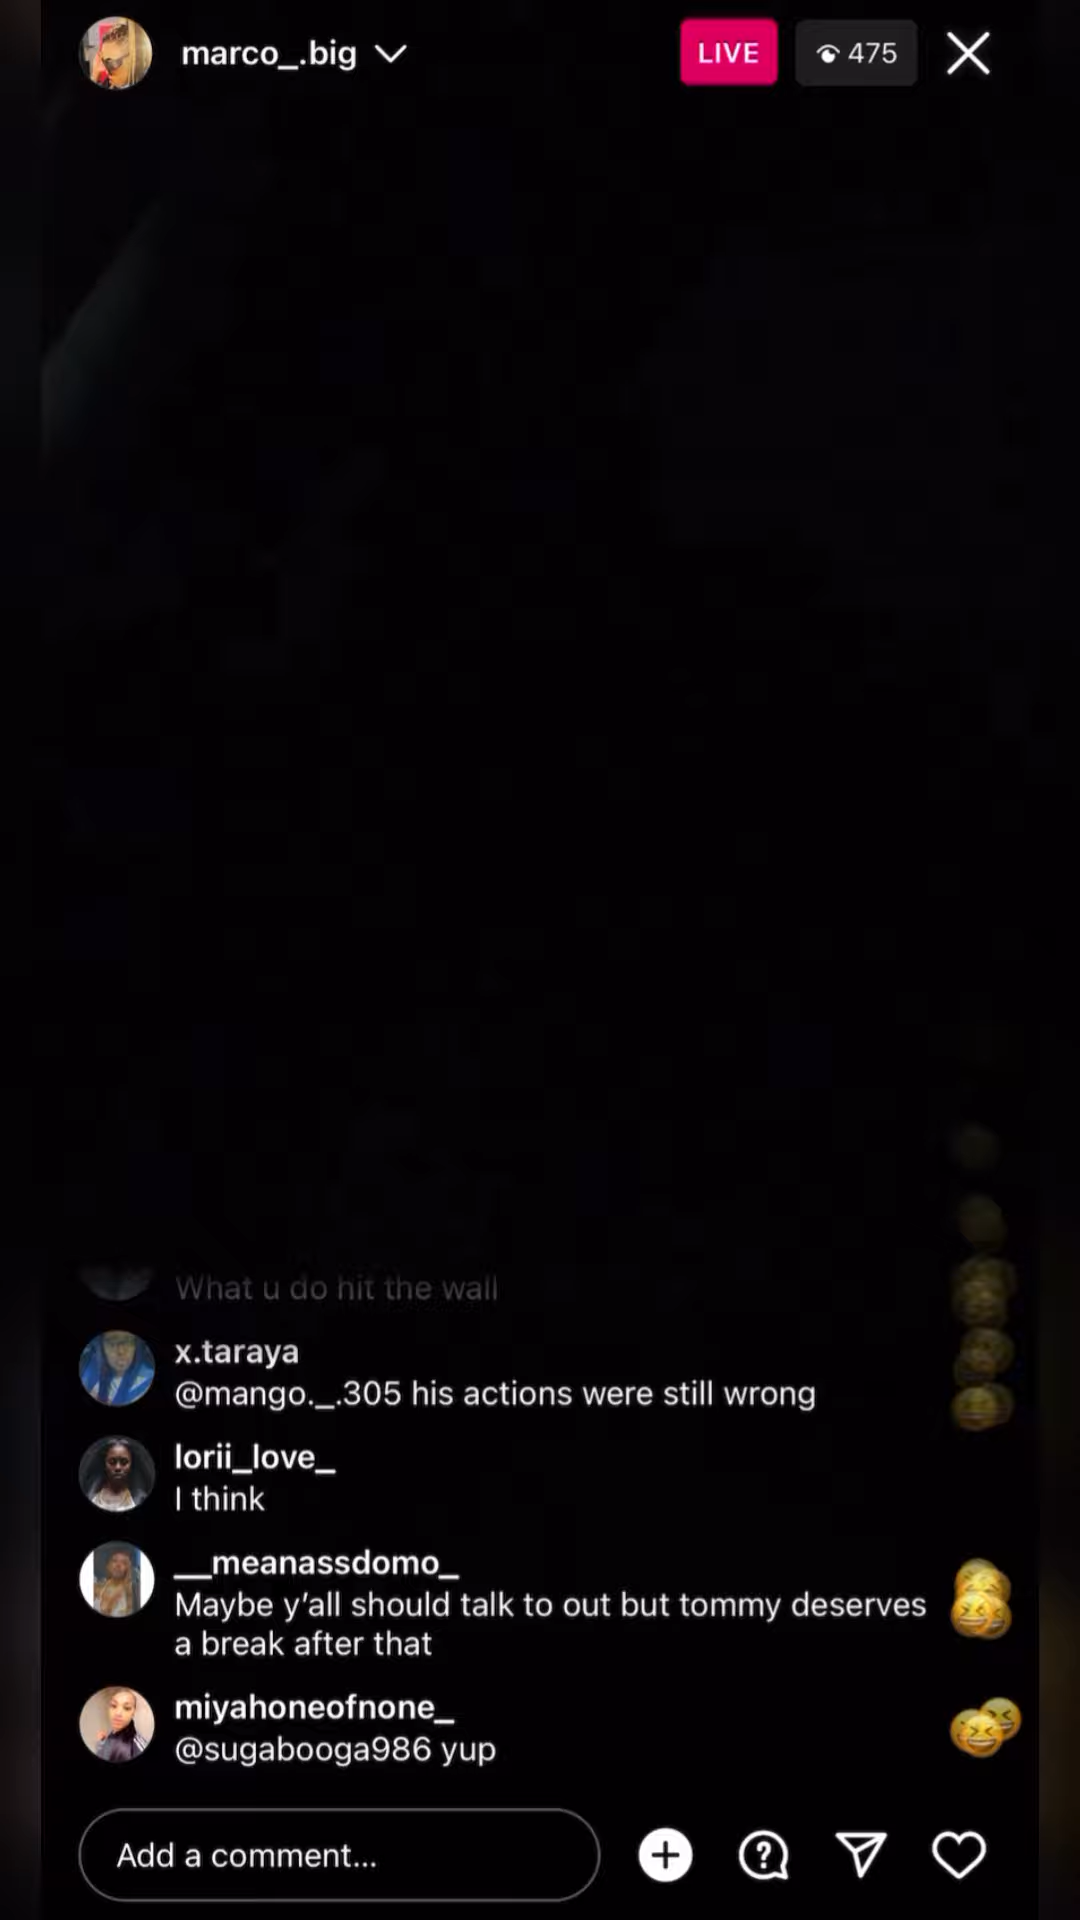 marco_.big
LIVE
475
What u do hit the wall
x.taraya
@mango._.305 his actions were still wrong
lorii_love_
I think
__meanassdomo_
Maybe y’all should talk to out but tommy deserves
a break after that
miyahoneofnone_
@sugabooga986 yup
Add a comment...